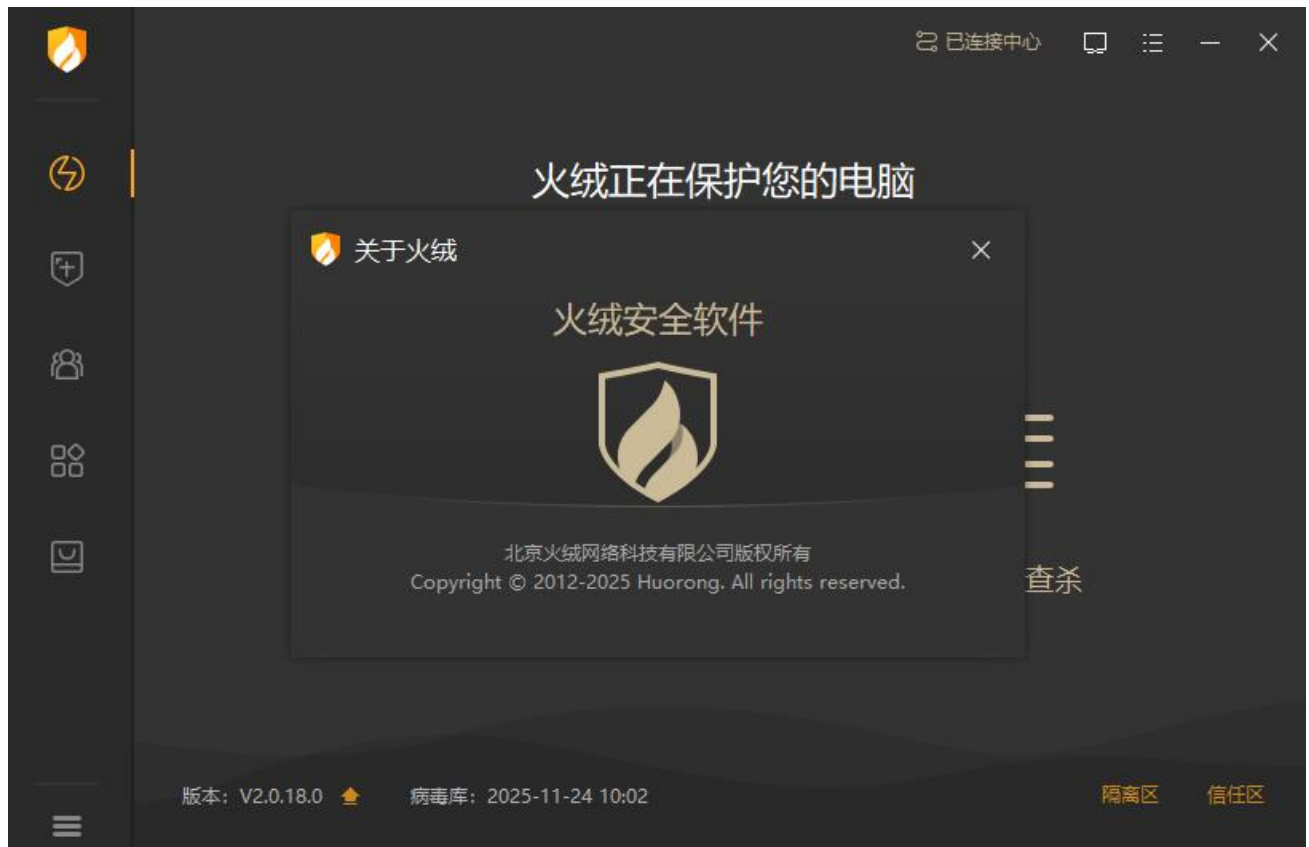 已连接中心
火绒正在保护您的电脑
关于火绒
火绒安全软件
北京火绒网络科技有限公司版权所有
Copyright © 2012-2025 Huorong. All rights reserved.
查杀
版本：V2.0.18.0 病毒库：2025-11-24 10:02 隔离区 信任区